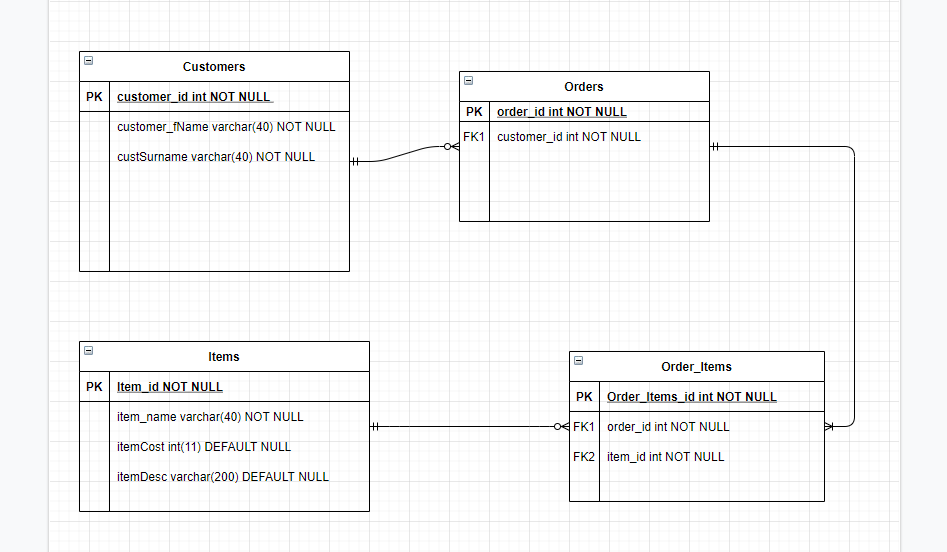 Customers
PK customer_id int NOT NULL
customer_fName varchar(40) NOT NULL
custSurname varchar(40) NOT NULL
Orders
PK order_id int NOT NULL
FK1 customer_id int NOT NULL
Items
PK Item_id NOT NULL
item_name varchar(40) NOT NULL
itemCost int(11) DEFAULT NULL
itemDesc varchar(200) DEFAULT NULL
Order_Items
PK Order_Items_id int NOT NULL
FK1 order_id int NOT NULL
FK2 item_id int NOT NULL